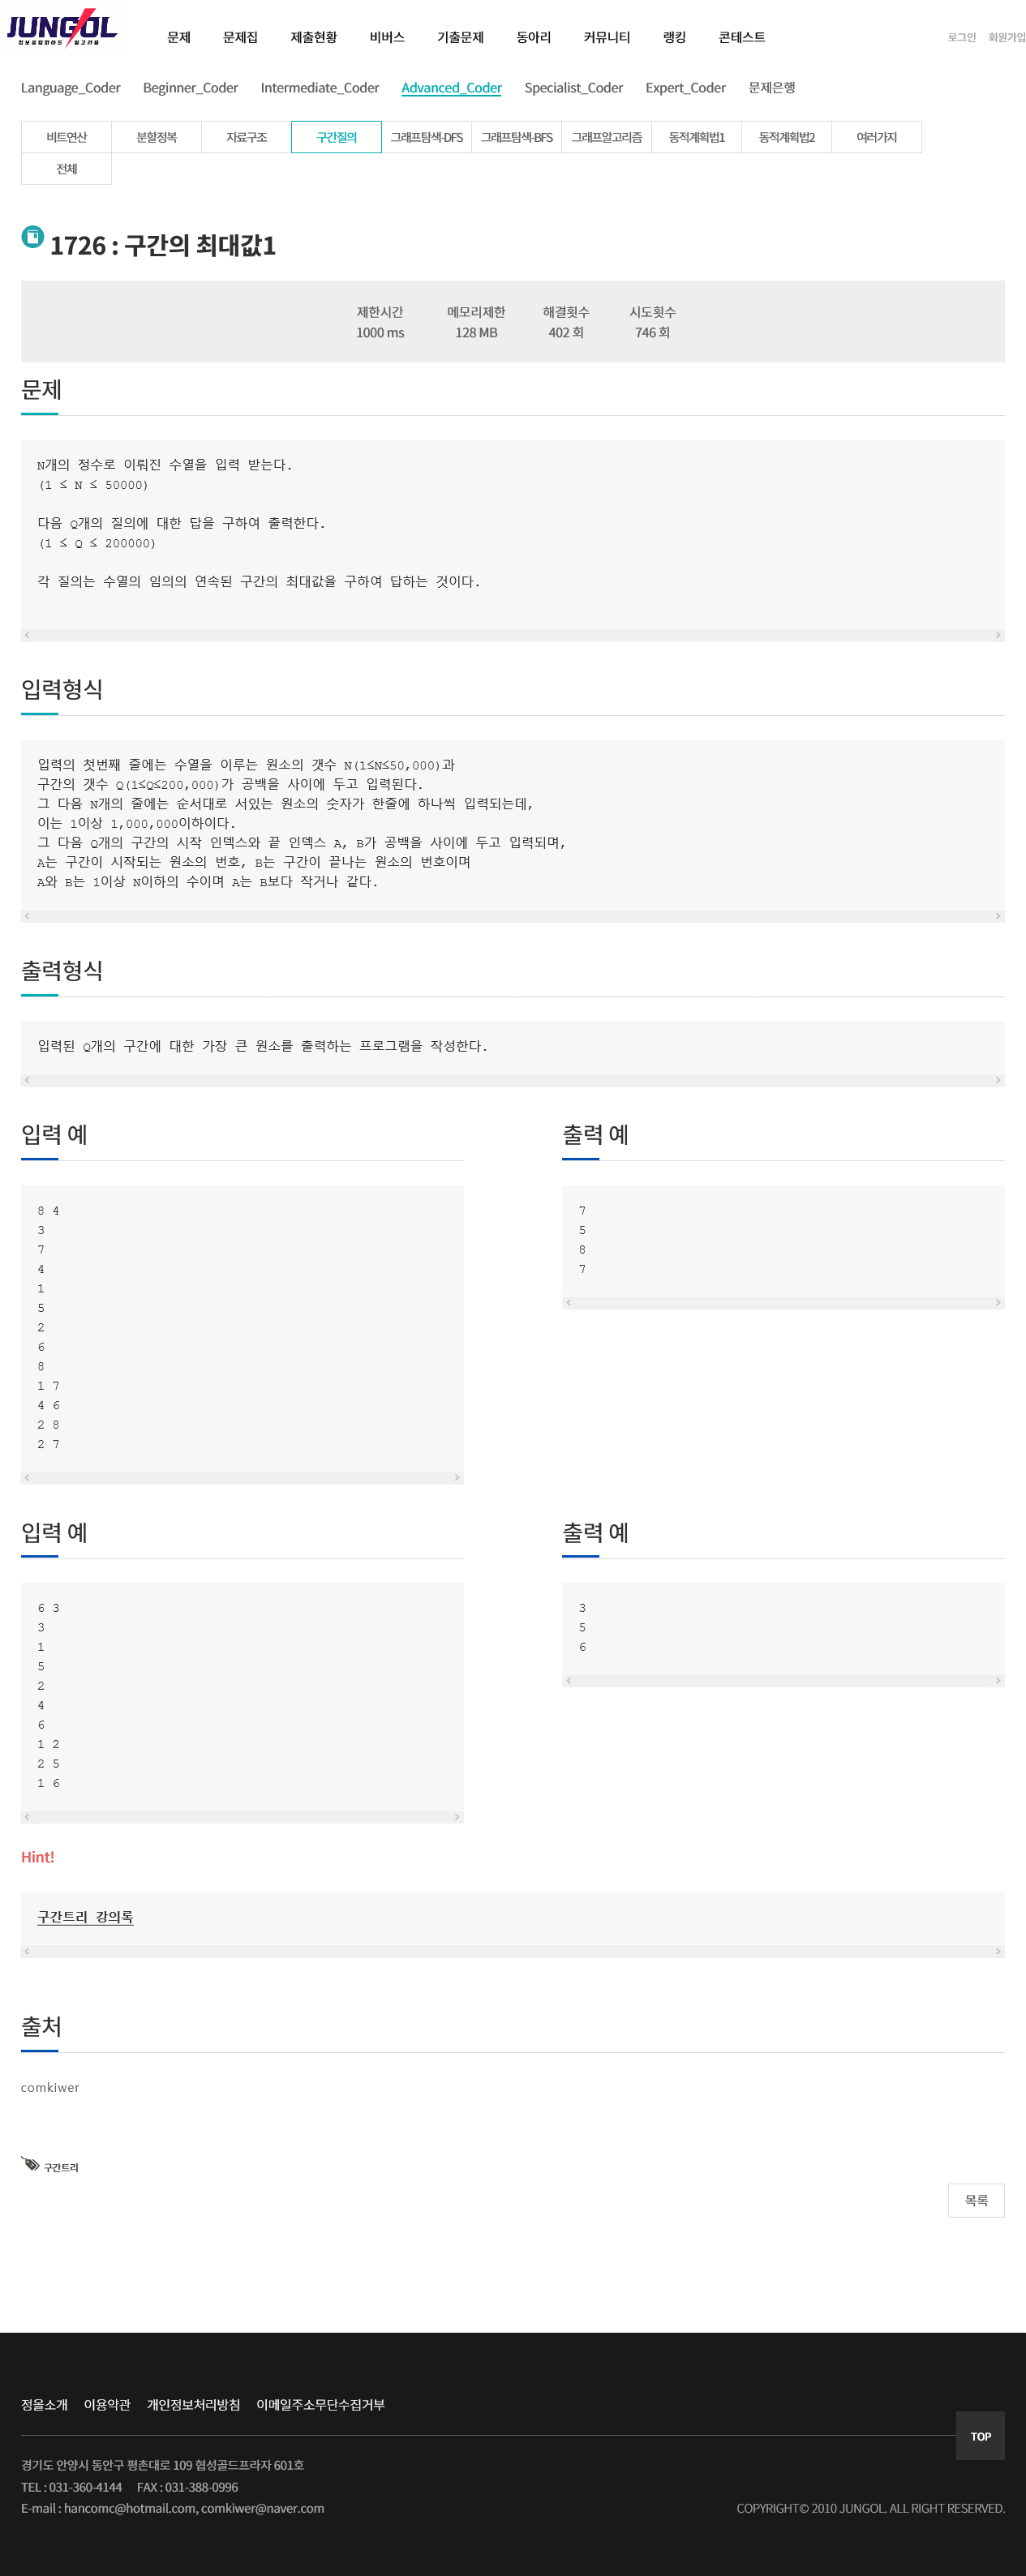 JUNGOL
정보올림피아드 & 알고리즘
문제 문제집 제출현황 비버스 기출문제 동아리 커뮤니티 랭킹 콘테스트
로그인 회원가입
Language_Coder Beginner_Coder Intermediate_Coder Advanced_Coder Specialist_Coder Expert_Coder 문제은행
비트연산 분할정복 자료구조 구간질의 그래프탐색-DFS 그래프탐색-BFS 그래프알고리즘 동적계획법1 동적계획법2 여러가지
전체
1726 : 구간의 최대값1
제한시간 메모리제한 해결횟수 시도횟수
1000 ms 128 MB 402 회 746 회
문제
N개의 정수로 이뤄진 수열을 입력 받는다.
(1 ≤ N ≤ 50000)
다음 Q개의 질의에 대한 답을 구하여 출력한다.
(1 ≤ Q ≤ 200000)
각 질의는 수열의 임의의 연속된 구간의 최대값을 구하여 답하는 것이다.
입력형식
입력의 첫번째 줄에는 수열을 이루는 원소의 갯수 N(1≤N≤50,000)과
구간의 갯수 Q(1≤Q≤200,000)가 공백을 사이에 두고 입력된다.
그 다음 N개의 줄에는 순서대로 서있는 원소의 숫자가 한줄에 하나씩 입력되는데,
이는 1이상 1,000,000이하이다.
그 다음 Q개의 구간의 시작 인덱스와 끝 인덱스 A, B가 공백을 사이에 두고 입력되며,
A는 구간이 시작되는 원소의 번호, B는 구간이 끝나는 원소의 번호이며
A와 B는 1이상 N이하의 수이며 A는 B보다 작거나 같다.
출력형식
입력된 Q개의 구간에 대한 가장 큰 원소를 출력하는 프로그램을 작성한다.
입력 예
8 4
3
7
4
1
5
2
6
8
1 7
4 6
2 8
2 7
출력 예
7
5
8
7
입력 예
6 3
3
1
5
2
4
6
1 2
2 5
1 6
출력 예
3
5
6
Hint!
구간트리 강의록
출처
comkiwer
구간트리
목록
정올소개 이용약관 개인정보처리방침 이메일주소무단수집거부
TOP
경기도 안양시 동안구 평촌대로 109 협성골드프라자 601호
TEL : 031-360-4144 FAX : 031-388-0996
E-mail : hancomc@hotmail.com, comkiwer@naver.com
COPYRIGHT© 2010 JUNGOL. ALL RIGHT RESERVED.